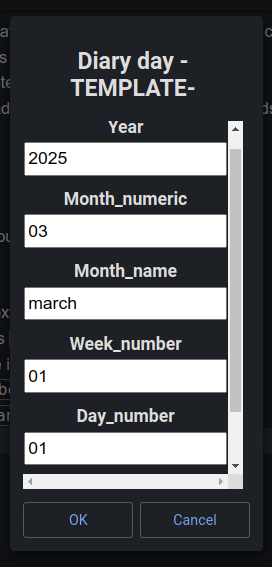 Diary day -
TEMPLATE-
Year
2025
Month_numeric
03
Month_name
march
Week_number
01
Day_number
01
OK
Cancel